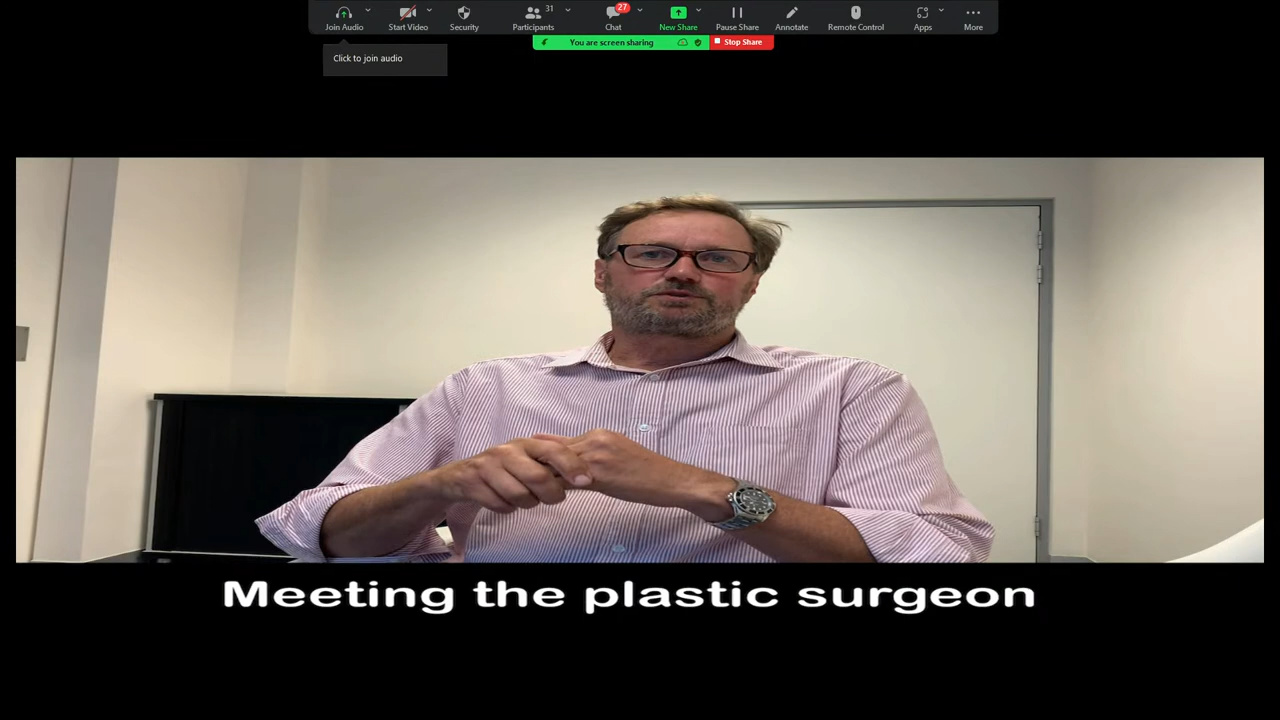 Join Audio
Start Video
Security
Participants
31
Chat
27
New Share
Pause Share
Annotate
Remote Control
Apps
More
You are screen sharing
Stop Share
Click to join audio
Meeting the plastic surgeon